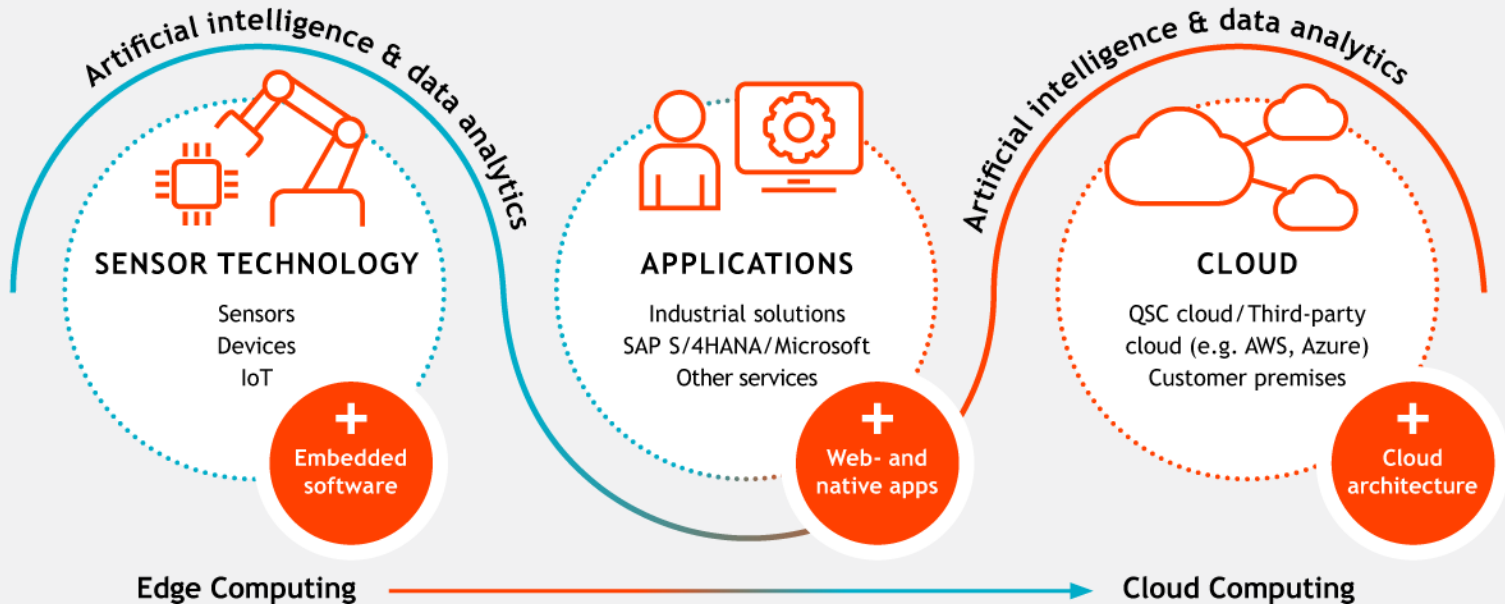 Artificial intelligence & data analytics
SENSOR TECHNOLOGY
Sensors
Devices
IoT
+
Embedded
software
APPLICATIONS
Industrial solutions
SAP S/4HANA/Microsoft
Other services
+
Web- and
native apps
Artificial intelligence & data analytics
CLOUD
QSC cloud/Third-party
cloud (e.g. AWS, Azure)
Customer premises
+
Cloud
architecture
Edge Computing
Cloud Computing